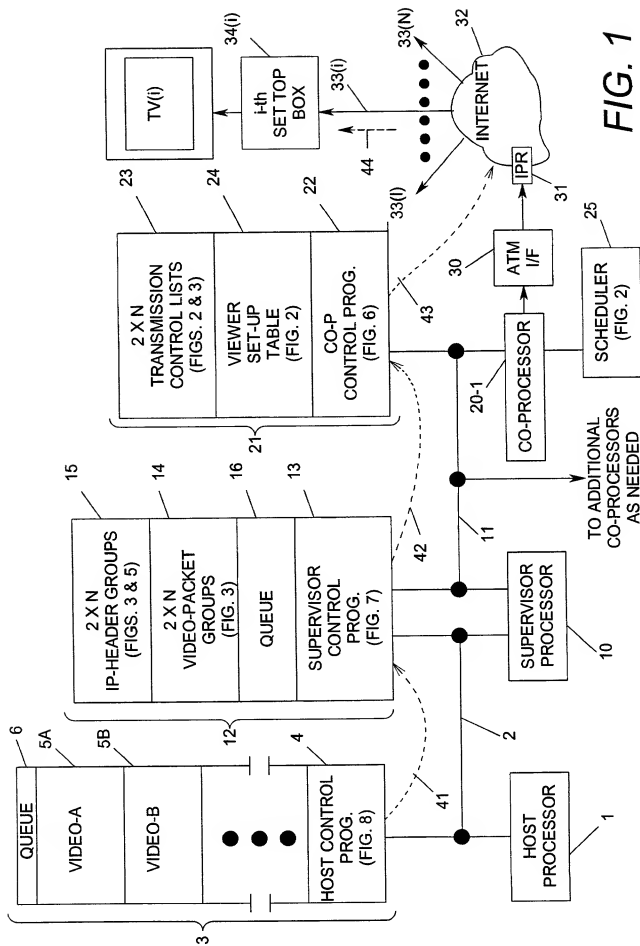 6
QUEUE
5A
VIDEO-A
5B
VIDEO-B
4
HOST CONTROL
PROG.
(FIG. 8)
3
41
HOST
PROCESSOR
1
2
15
2 X N
IP-HEADER GROUPS
(FIGS. 3 & 5)
14
2 X N
VIDEO-PACKET
GROUPS
(FIG. 3)
16
QUEUE
13
SUPERVISOR
CONTROL
PROG.
(FIG. 7)
12
42
SUPERVISOR
PROCESSOR
10
11
TO ADDITIONAL
CO-PROCESSORS
AS NEEDED
23
2 X N
TRANSMISSION
CONTROL LISTS
(FIGS. 2 & 3)
24
VIEWER
SET-UP
TABLE
(FIG. 2)
22
CO-P
CONTROL PROG.
(FIG. 6)
21
43
20-1
CO-PROCESSOR
25
SCHEDULER
(FIG. 2)
30
ATM
I/F
31
IPR
INTERNET
32
33(I)
33(i)
33(N)
44
34(i)
i-th
SET TOP
BOX
TV(i)
FIG. 1